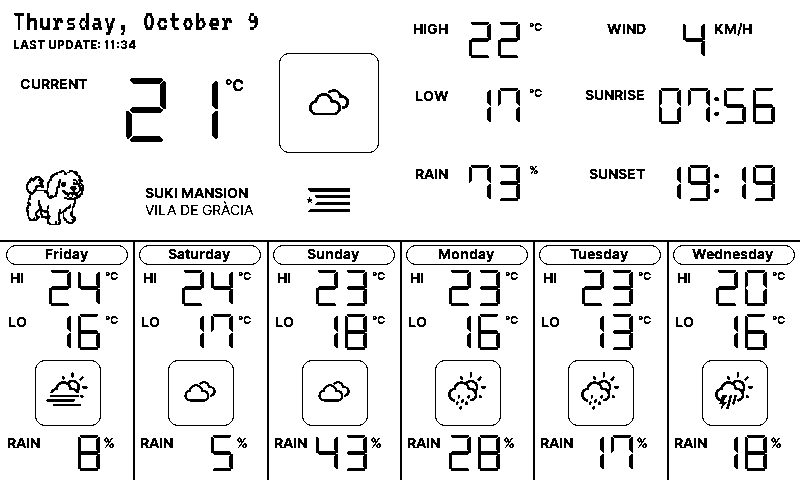 Thursday, October 9
LAST UPDATE: 11:34
CURRENT 21 °C
HIGH 22 °C
LOW 17 °C
RAIN 73 %
WIND 4 KM/H
SUNRISE 07:56
SUNSET 19:19
SUKI MANSION
VILA DE GRÀCIA
Friday
HI 24 °C
LO 16 °C
RAIN 8 %
Saturday
HI 24 °C
LO 17 °C
RAIN 5 %
Sunday
HI 23 °C
LO 18 °C
RAIN 43 %
Monday
HI 23 °C
LO 16 °C
RAIN 28 %
Tuesday
HI 23 °C
LO 13 °C
RAIN 17 %
Wednesday
HI 20 °C
LO 16 °C
RAIN 18 %